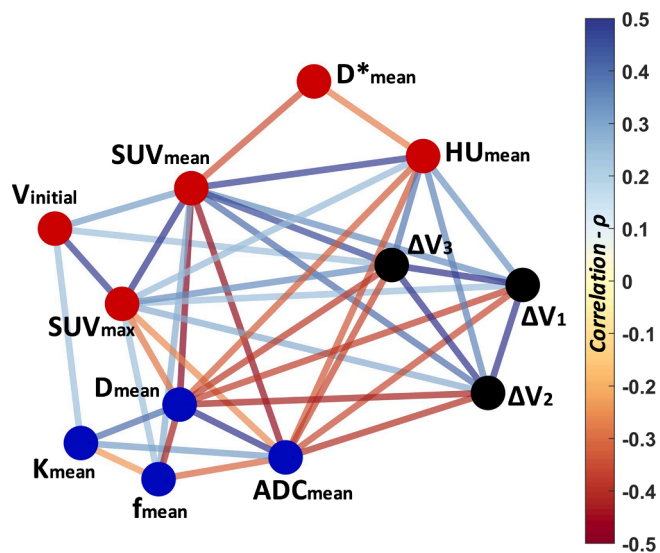 D*mean
SUVmean
HUmean
Vinitial
ΔV3
SUVmax
ΔV1
Dmean
ΔV2
Kmean
fmean
ADCmean
0.5
0.4
0.3
0.2
0.1
0
-0.1
-0.2
-0.3
-0.4
-0.5
Correlation - ρ